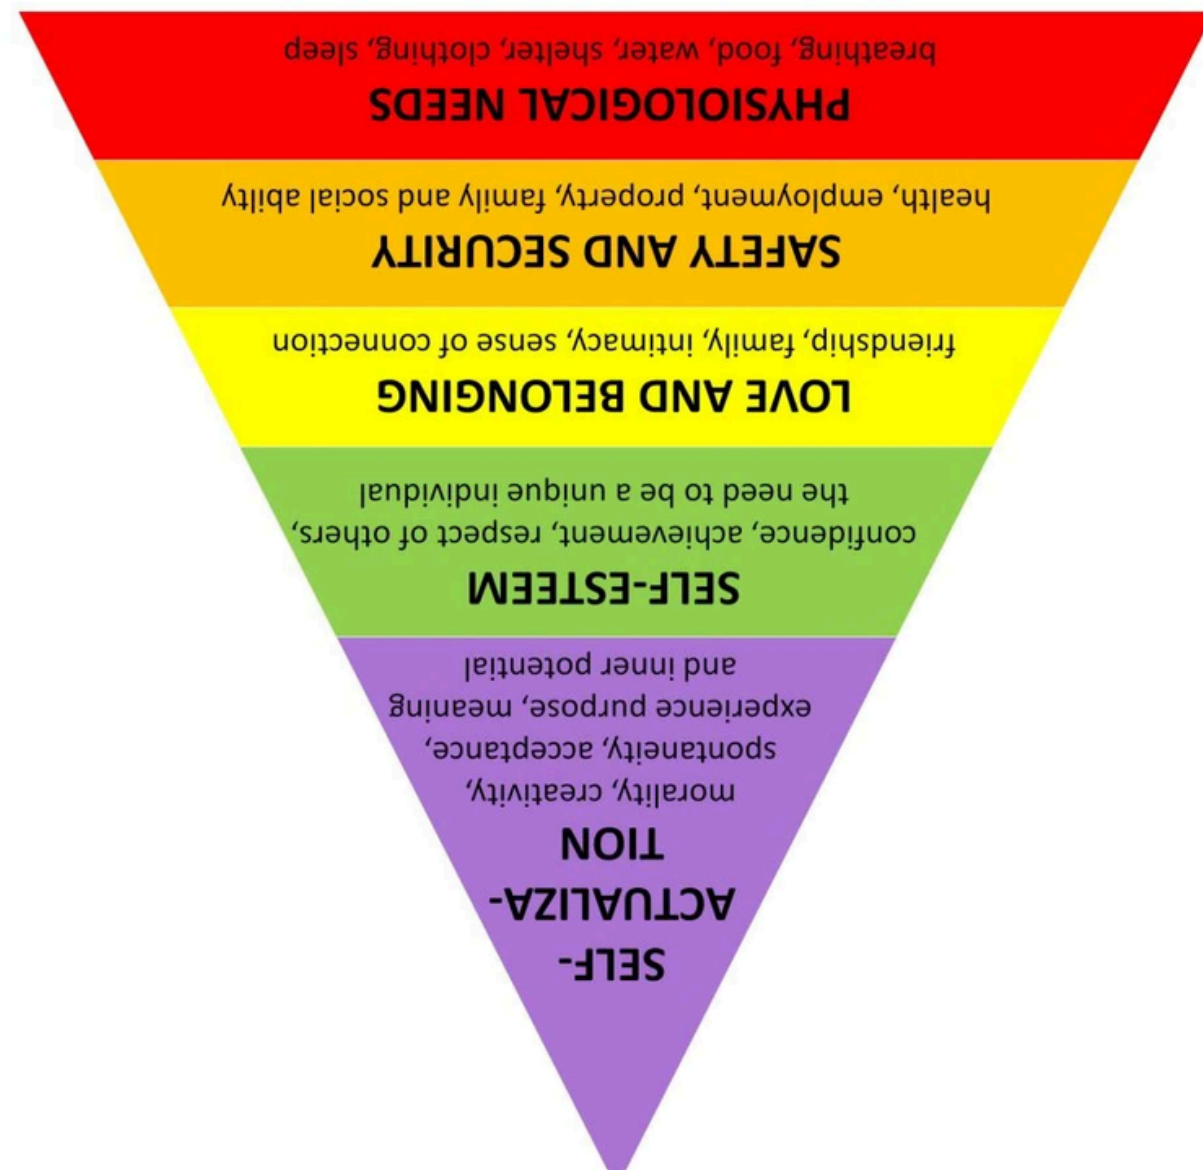 SELF-
ACTUALIZA-
TION
morality, creativity,
spontaneity, acceptance,
experience purpose, meaning
and inner potential
SELF-ESTEEM
confidence, achievement, respect of others,
the need to be a unique individual
LOVE AND BELONGING
friendship, family, intimacy, sense of connection
SAFETY AND SECURITY
health, employment, property, family and social abilty
PHYSIOLOGICAL NEEDS
breathing, food, water, shelter, clothing, sleep